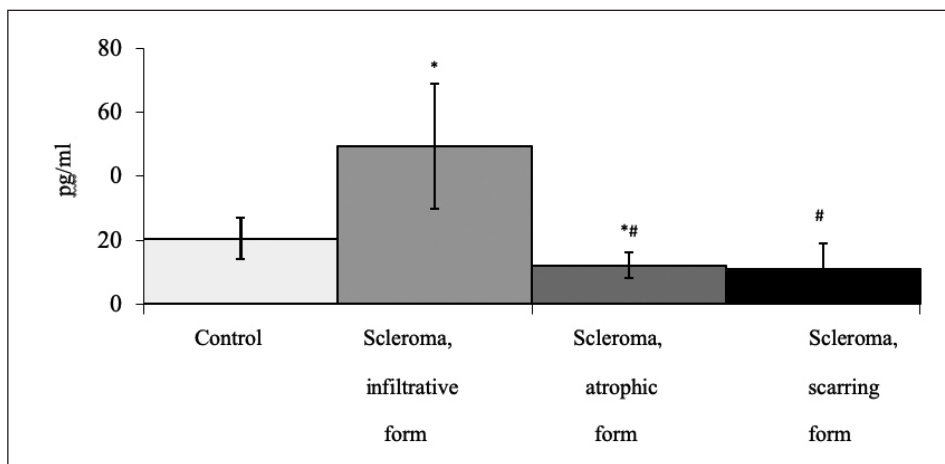 80
*
60
pg/ml
0
*#
#
20
0
Control
Scleroma,
Scleroma,
Scleroma,
infiltrative
atrophic
scarring
form
form
form